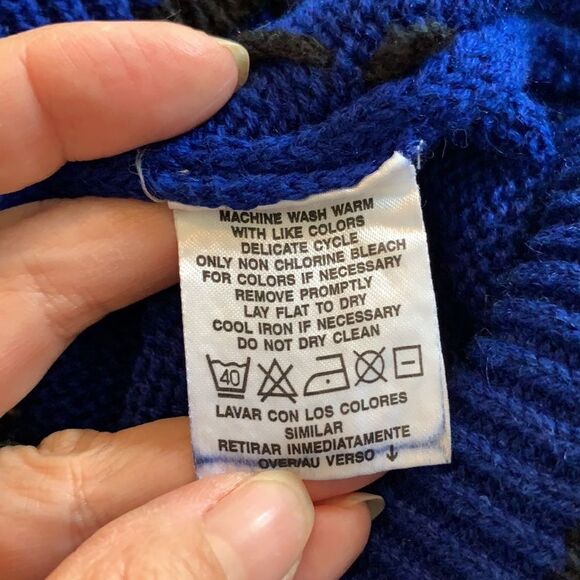 MACHINE WASH WARM
WITH LIKE COLORS
DELICATE CYCLE
ONLY NON CHLORINE BLEACH
FOR COLORS IF NECESSARY
REMOVE PROMPTLY
LAY FLAT TO DRY
COOL IRON IF NECESSARY
DO NOT DRY CLEAN
40
LAVAR CON LOS COLORES
SIMILAR
RETIRAR INMEDIATAMENTE
OVER/AU VERSO ↓